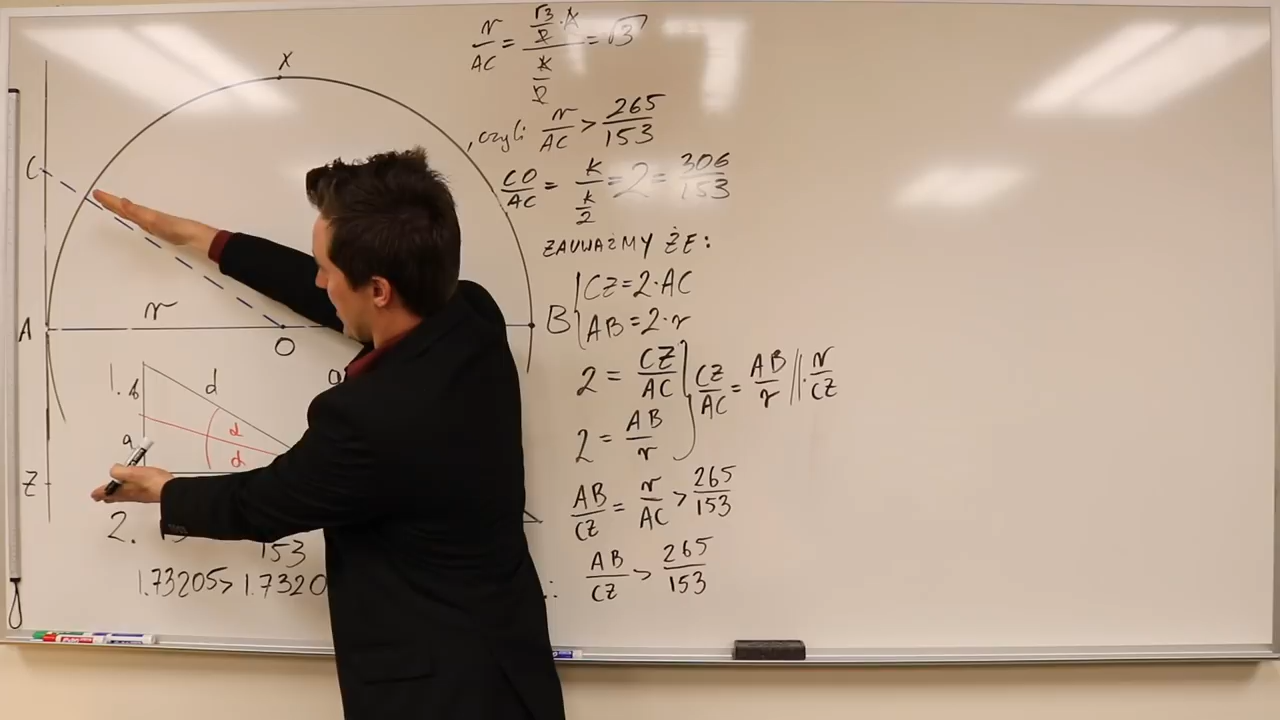 X
C
A
r
O
B
Z
1. b
d
a
α
α
2.
153
1.73205 > 1.7320
r/AC = (√3/2 · k)/(k/2) = √3
, czyli r/AC > 265/153
CO/AC = k/(k/2) = 2 = 306/153
ZAUWAŻMY ŻE:
CZ = 2·AC
AB = 2·r
2 = CZ/AC
2 = AB/r
CZ/AC = AB/r // · r/CZ
AB/CZ = r/AC > 265/153
∴ AB/CZ > 265/153